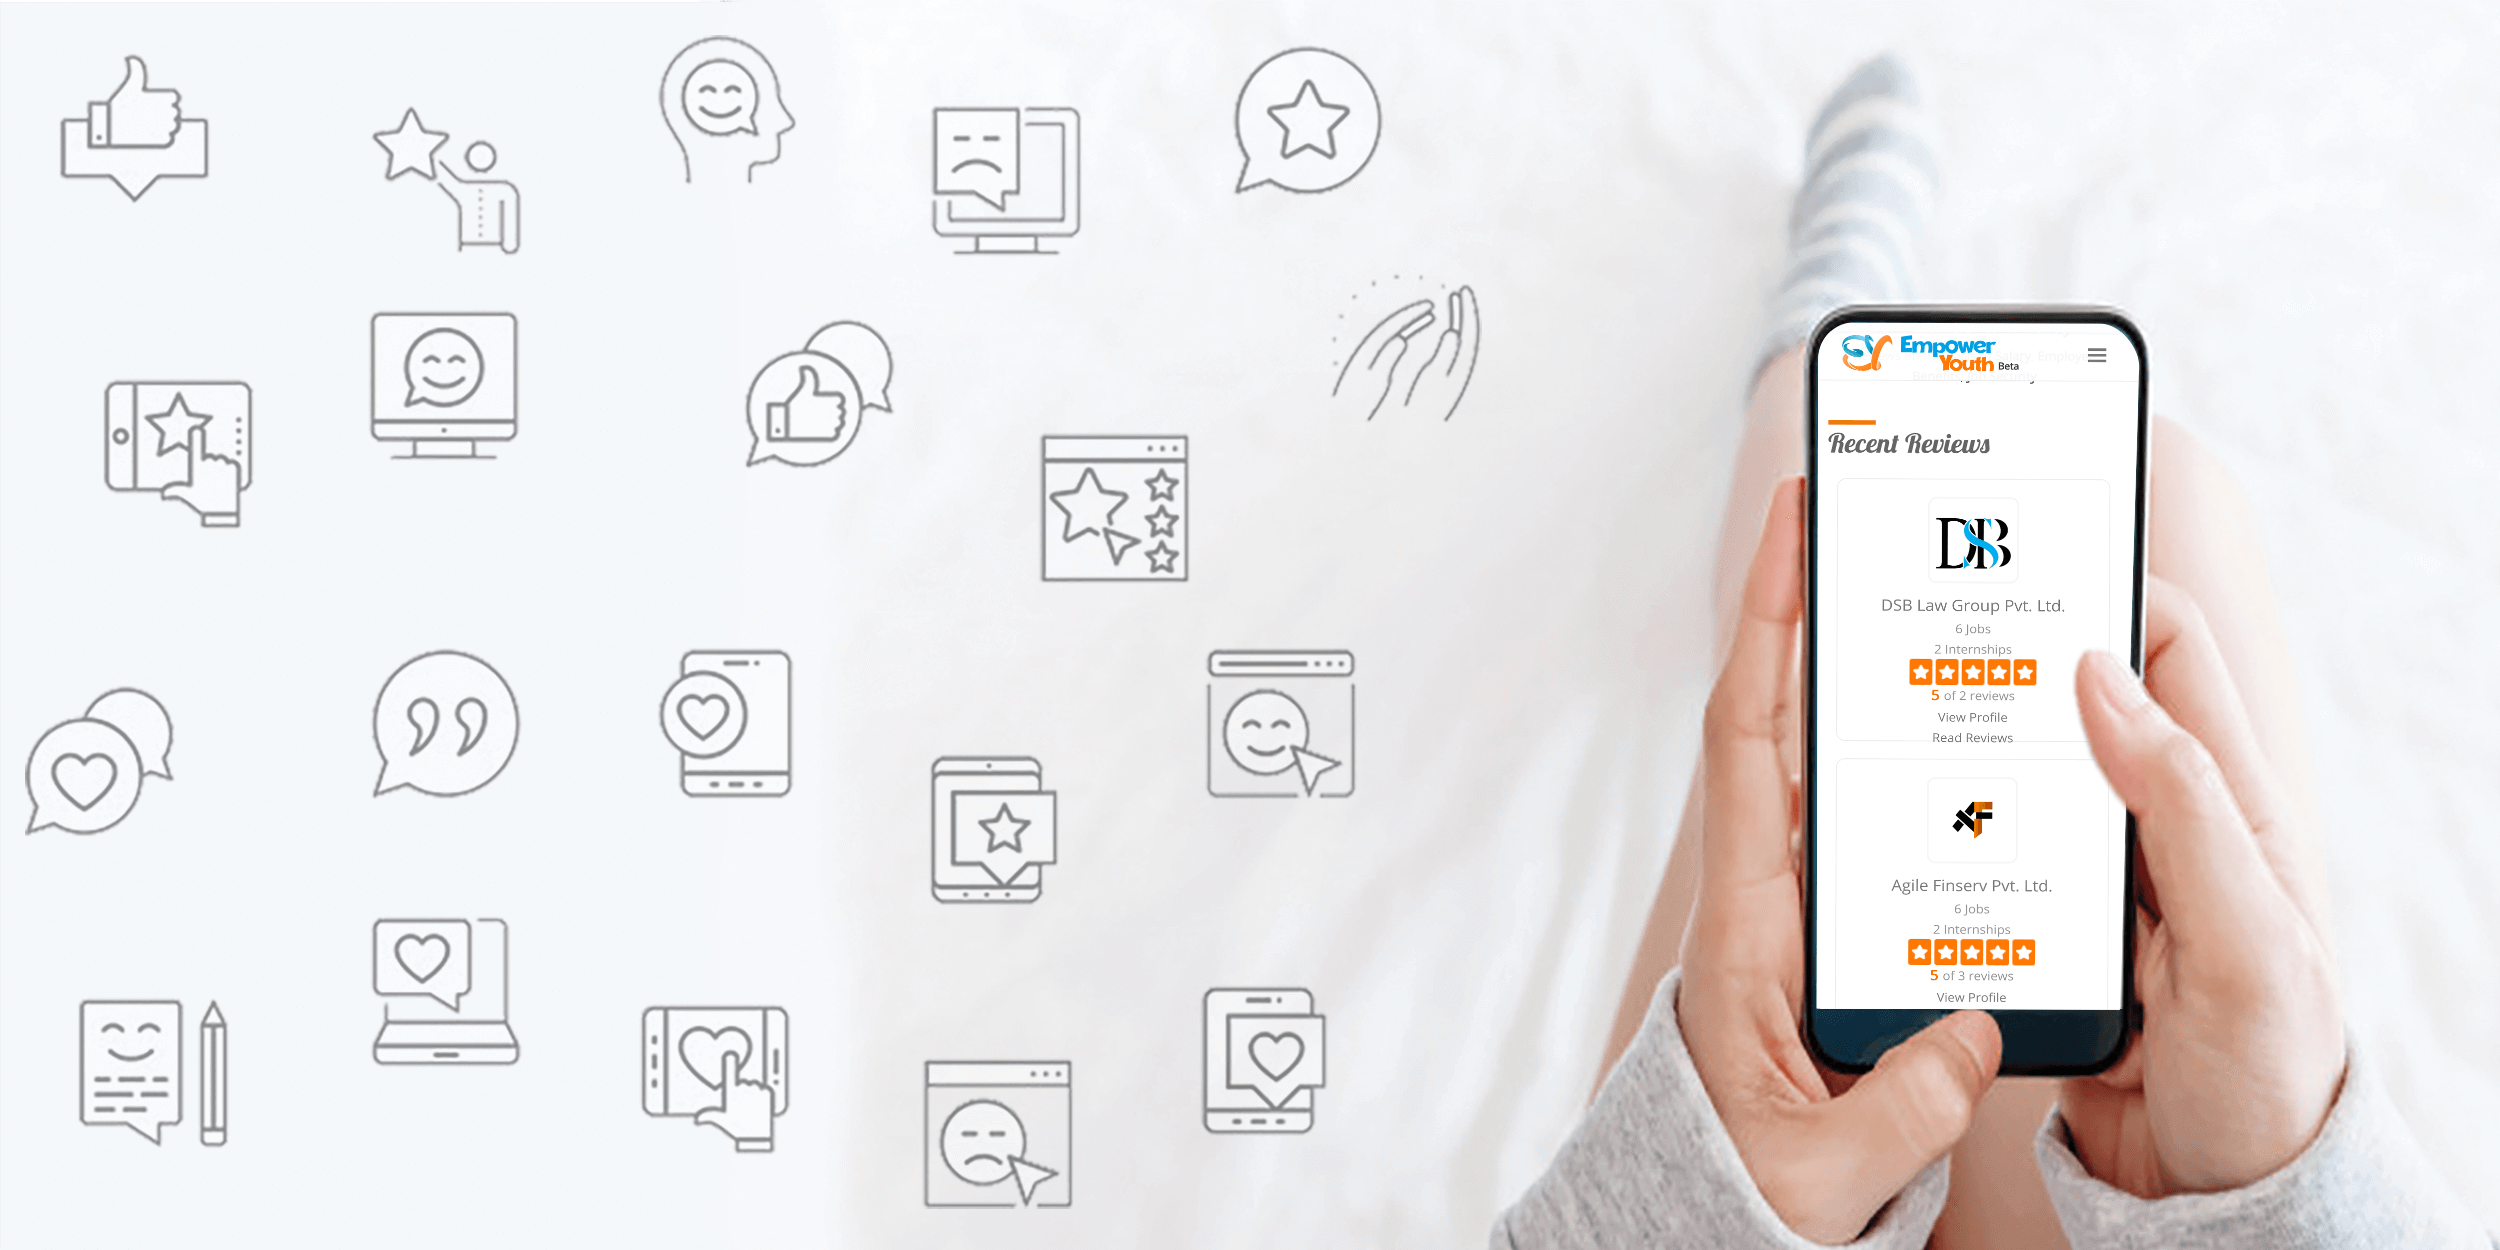 Empower
Youth Beta
Recent Reviews
DSB
DSB Law Group Pvt. Ltd.
6 Jobs
2 Internships
5 of 2 reviews
View Profile
Read Reviews
AF
Agile Finserv Pvt. Ltd.
6 Jobs
2 Internships
5 of 3 reviews
View Profile